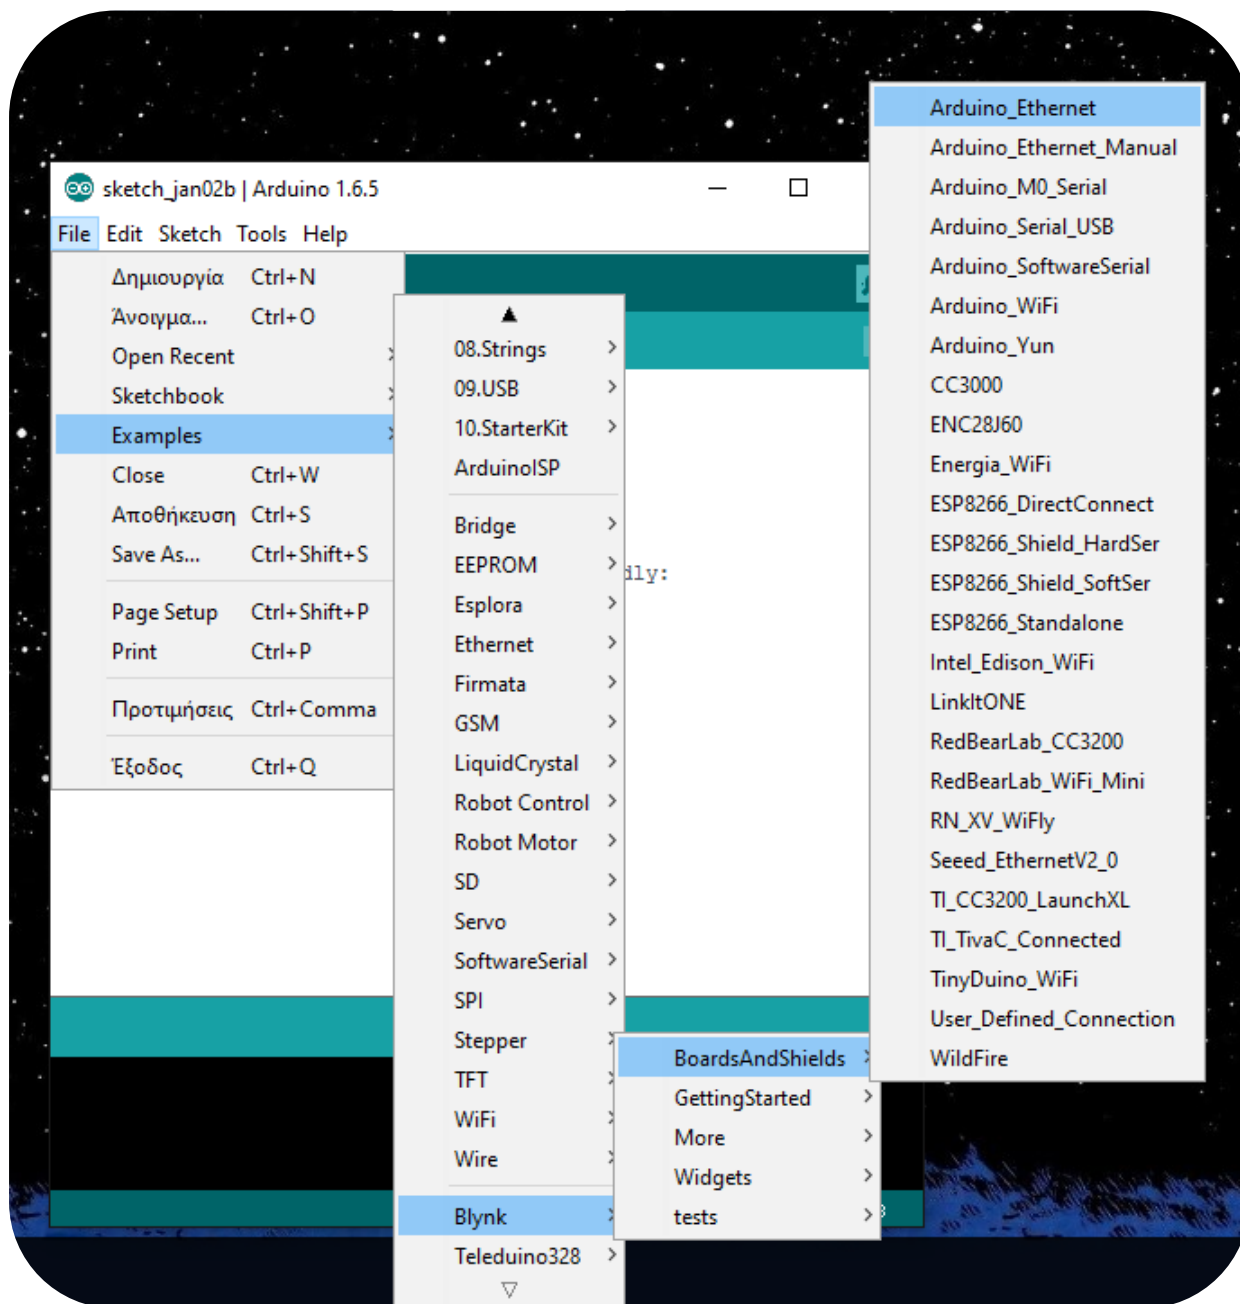 sketch_jan02b | Arduino 1.6.5
File Edit Sketch Tools Help
Δημιουργία Ctrl+N
Άνοιγμα... Ctrl+O
Open Recent
Sketchbook
Examples
Close Ctrl+W
Αποθήκευση Ctrl+S
Save As... Ctrl+Shift+S
Page Setup Ctrl+Shift+P
Print Ctrl+P
Προτιμήσεις Ctrl+Comma
Έξοδος Ctrl+Q
08.Strings
09.USB
10.StarterKit
ArduinoISP
Bridge
EEPROM
Esplora
Ethernet
Firmata
GSM
LiquidCrystal
Robot Control
Robot Motor
SD
Servo
SoftwareSerial
SPI
Stepper
TFT
WiFi
Wire
Blynk
Teleduino328
dly:
BoardsAndShields
GettingStarted
More
Widgets
tests
Arduino_Ethernet
Arduino_Ethernet_Manual
Arduino_M0_Serial
Arduino_Serial_USB
Arduino_SoftwareSerial
Arduino_WiFi
Arduino_Yun
CC3000
ENC28J60
Energia_WiFi
ESP8266_DirectConnect
ESP8266_Shield_HardSer
ESP8266_Shield_SoftSer
ESP8266_Standalone
Intel_Edison_WiFi
LinkItONE
RedBearLab_CC3200
RedBearLab_WiFi_Mini
RN_XV_WiFly
Seeed_EthernetV2_0
TI_CC3200_LaunchXL
TI_TivaC_Connected
TinyDuino_WiFi
User_Defined_Connection
WildFire